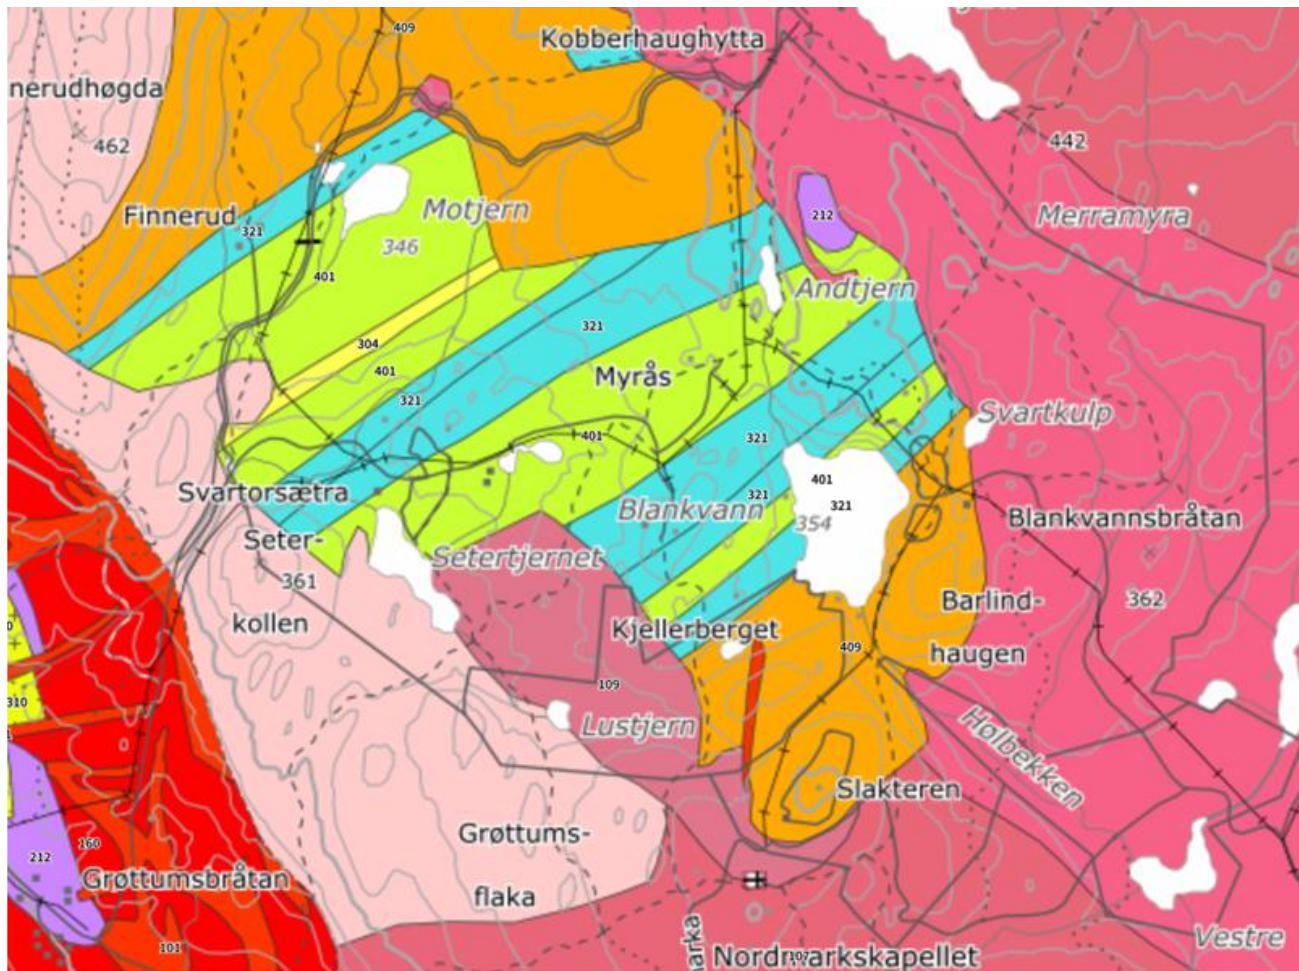 409
Kobberhaughytta
nerudhøgda
462
442
Finnerud
321
Motjern
346
212
Merramyra
401
Andtjern
321
304
401
Myrås
321
Svartkulp
401
321
401
Svartorsætra
321
321
Blankvann
354
Blankvannsbråtan
Seter-
Setertjernet
361
kollen
Barlind-
362
0
Kjellerberget
409
haugen
109
310
Lustjern
Hølbekken
Slakteren
Grøttums-
160
212
Grøttumsbråtan
flaka
101
arka
Nordmarkskapellet
Vestre